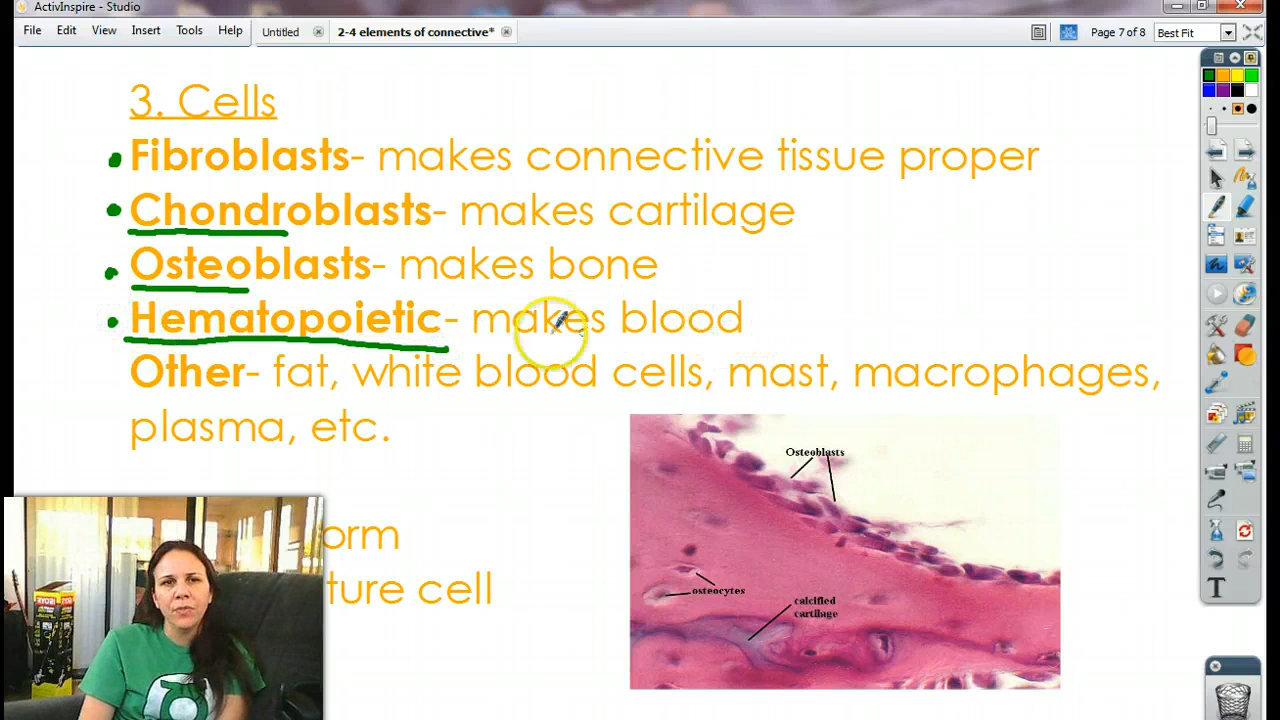 ActivInspire - Studio
File Edit View Insert Tools Help Untitled 2-4 elements of connective* Page 7 of 8 Best Fit
3. Cells
Fibroblasts- makes connective tissue proper
Chondroblasts- makes cartilage
Osteoblasts- makes bone
Hematopoietic- makes blood
Other- fat, white blood cells, mast, macrophages,
plasma, etc.
Osteoblasts
osteocytes
calcified
cartilage
orm
ture cell
RYOBI
T